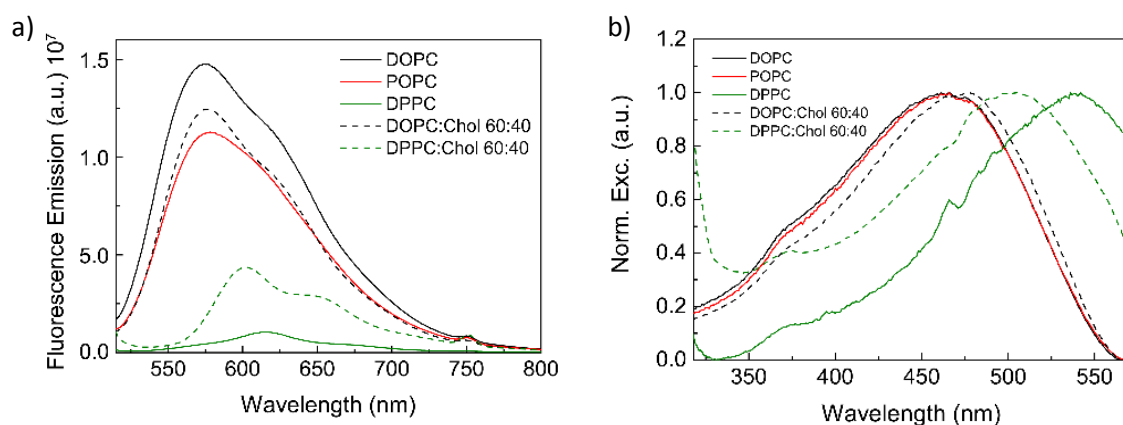 a)
Fluorescence Emission (a.u.) 10⁷
1.5
1.0
5.0
0.0
550 600 650 700 750 800
Wavelength (nm)
DOPC
POPC
DPPC
DOPC:Chol 60:40
DPPC:Chol 60:40
b)
Norm. Exc. (a.u.)
1.2
1.0
0.8
0.6
0.4
0.2
0.0
350 400 450 500 550
Wavelength (nm)
DOPC
POPC
DPPC
DOPC:Chol 60:40
DPPC:Chol 60:40